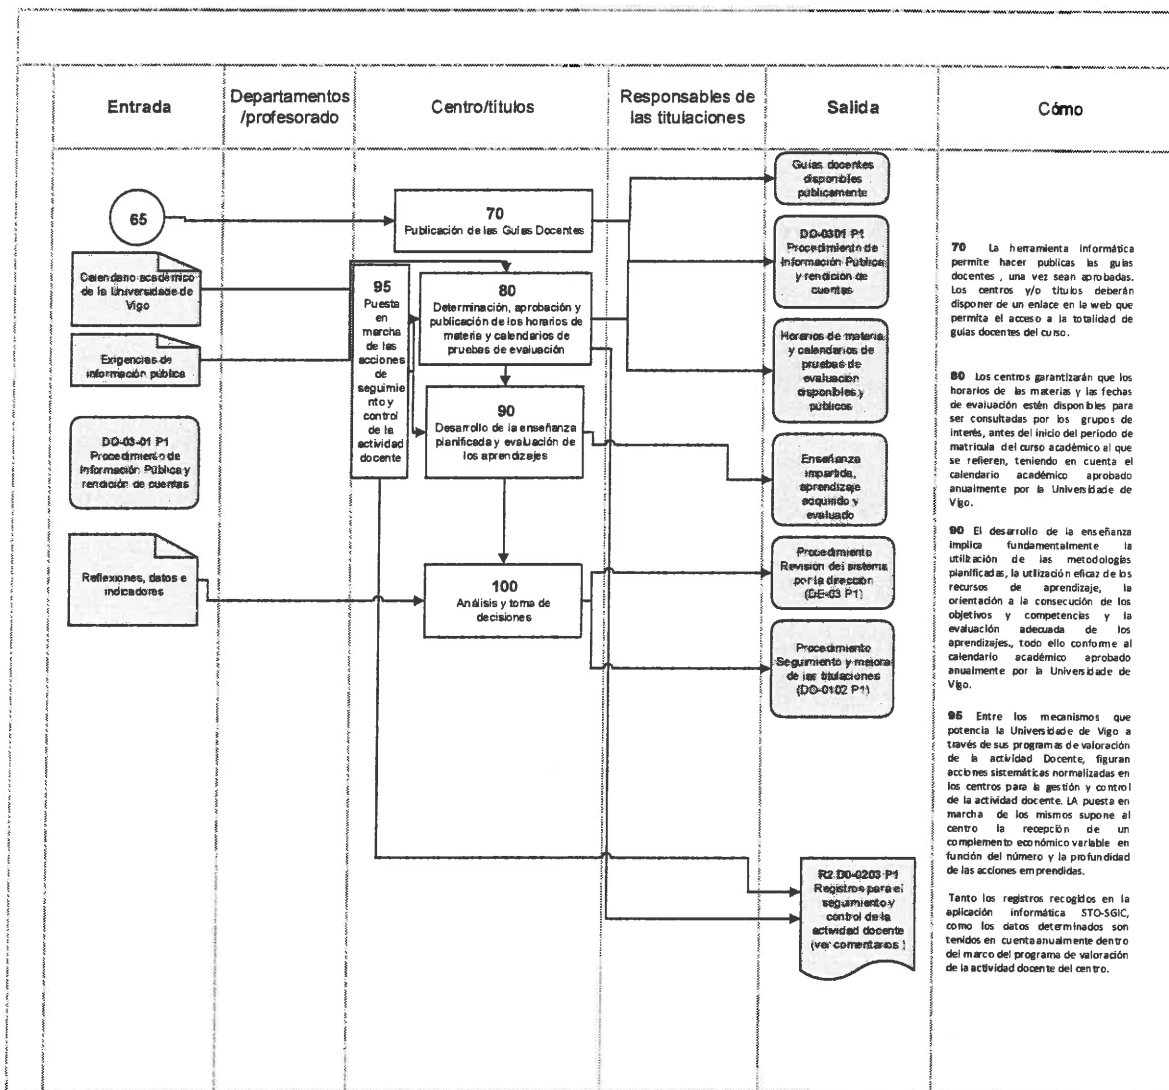 Entrada
Departamentos
/profesorado
Centro/títulos
Responsables de
las titulaciones
Salida
Cómo
65
70
Publicación de las Guías Docentes
Guías docentes
disponibles
públicamente
DO-0301 P1
Procedimiento de
Información Pública
y rendición de
cuentas
Calendario académico
de la Universidade de
Vigo
95
Puesta
en
marcha
de las
acciones
de
seguimie
nto y
control
de la
actividad
docente
80
Determinación, aprobación y
publicación de los horarios de
materia y calendarios de
pruebas de evaluación
Horarios de materia
y calendarios de
pruebas de
evaluación
disponibles y
públicos
Exigencias de
información pública
90
Desarrollo de la enseñanza
planificada y evaluación de
los aprendizajes
DO-03-01 P1
Procedimiento de
Información Pública y
rendición de cuentas
Enseñanza
impartida,
aprendizaje
adquirido y
evaluado
Reflexiones, datos e
indicadores
100
Análisis y toma de
decisiones
Procedimiento
Revisión del sistema
por la dirección
(DE-03 P1)
Procedimiento
Seguimiento y mejora
de las titulaciones
(DO-0102 P1)
R2 D0-0203 P1
Registros para el
seguimiento y
control de la
actividad docente
(ver comentarios )
70 La herramienta informática
permite hacer publicas las guías
docentes , una vez sean aprobadas.
Los centros y/o títulos deberán
disponer de un enlace en la web que
permita el acceso a la totalidad de
guías docentes del curso.
80 Los centros garantizarán que los
horarios de las materias y las fechas
de evaluación estén disponibles para
ser consultadas por los grupos de
interés, antes del inicio del periodo de
matricula del curso académico al que
se refieren, teniendo en cuenta el
calendario académico aprobado
anualmente por la Universidade de
Vigo.
90 El desarrollo de la enseñanza
implica fundamentalmente la
utilización de las metodologías
planificadas, la utilización eficaz de los
recursos de aprendizaje, la
orientación a la consecución de los
objetivos y competencias y la
evaluación adecuada de los
aprendizajes., todo ello conforme al
calendario académico aprobado
anualmente por la Universidade de
Vigo.
95 Entre los mecanismos que
potencia la Universidade de Vigo a
través de sus programas de valoración
de la actividad Docente, figuran
acciones sistemáticas normalizadas en
los centros para la gestión y control
de la actividad docente. LA puesta en
marcha de los mismos supone al
centro la recepción de un
complemento económico variable en
función del número y la profundidad
de las acciones emprendidas.
Tanto los registros recogidos en la
aplicación informática STO-SGIC,
como los datos determinados son
tenidos en cuenta anualmente dentro
del marco del programa de valoración
de la actividad docente del centro.